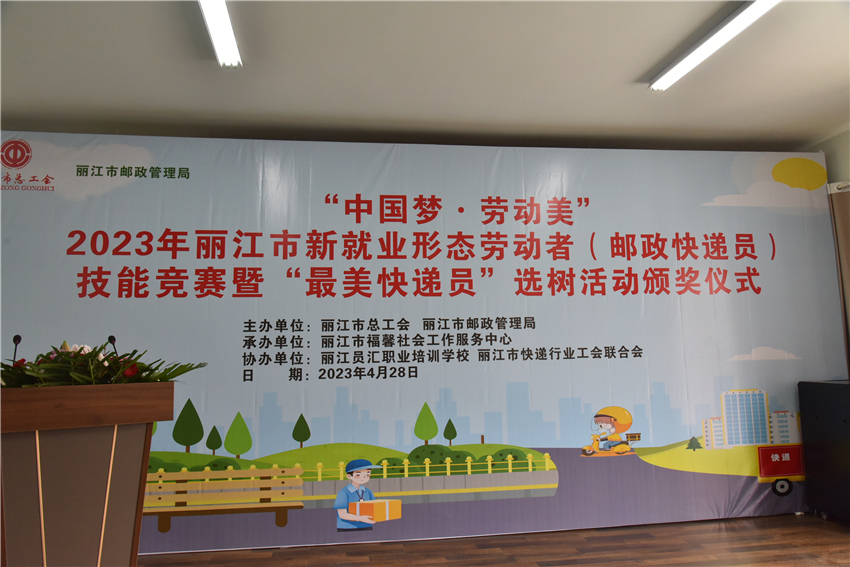 市总工会
ZONG GONGHUI
丽江市邮政管理局
“中国梦·劳动美”
2023年丽江市新就业形态劳动者（邮政快递员）
技能竞赛暨“最美快递员”选树活动颁奖仪式
主办单位：丽江市总工会 丽江市邮政管理局
承办单位：丽江市福馨社会工作服务中心
协办单位：丽江员汇职业培训学校 丽江市快递行业工会联合会
日 期：2023年4月28日
快递